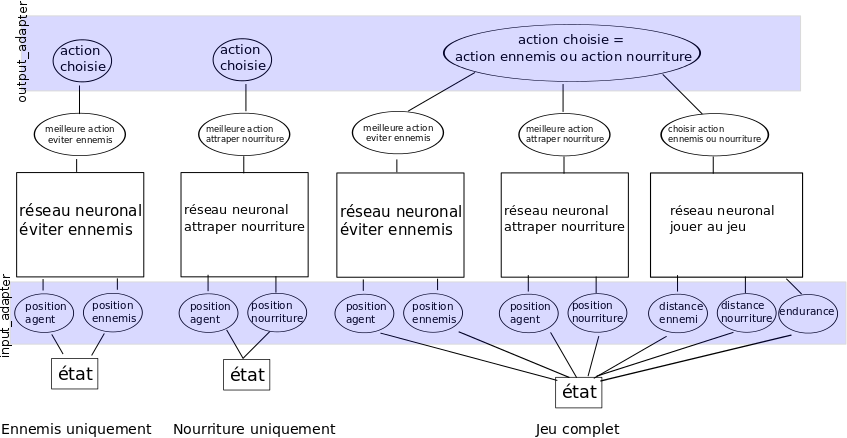 output_adapter
action
choisie
action
choisie
action choisie =
action ennemis ou action nourriture
meilleure action
eviter ennemis
meilleure action
attraper nourriture
meilleure action
eviter ennemis
meilleure action
attraper nourriture
choisir action
ennemis ou nourriture
réseau neuronal
éviter ennemis
réseau neuronal
attraper nourriture
réseau neuronal
éviter ennemis
réseau neuronal
attraper nourriture
réseau neuronal
jouer au jeu
input_adapter
position
agent
position
ennemis
position
agent
position
nourriture
position
agent
position
ennemis
position
agent
position
nourriture
distance
ennemi
distance
nourriture
endurance
état
état
état
Ennemis uniquement
Nourriture uniquement
Jeu complet